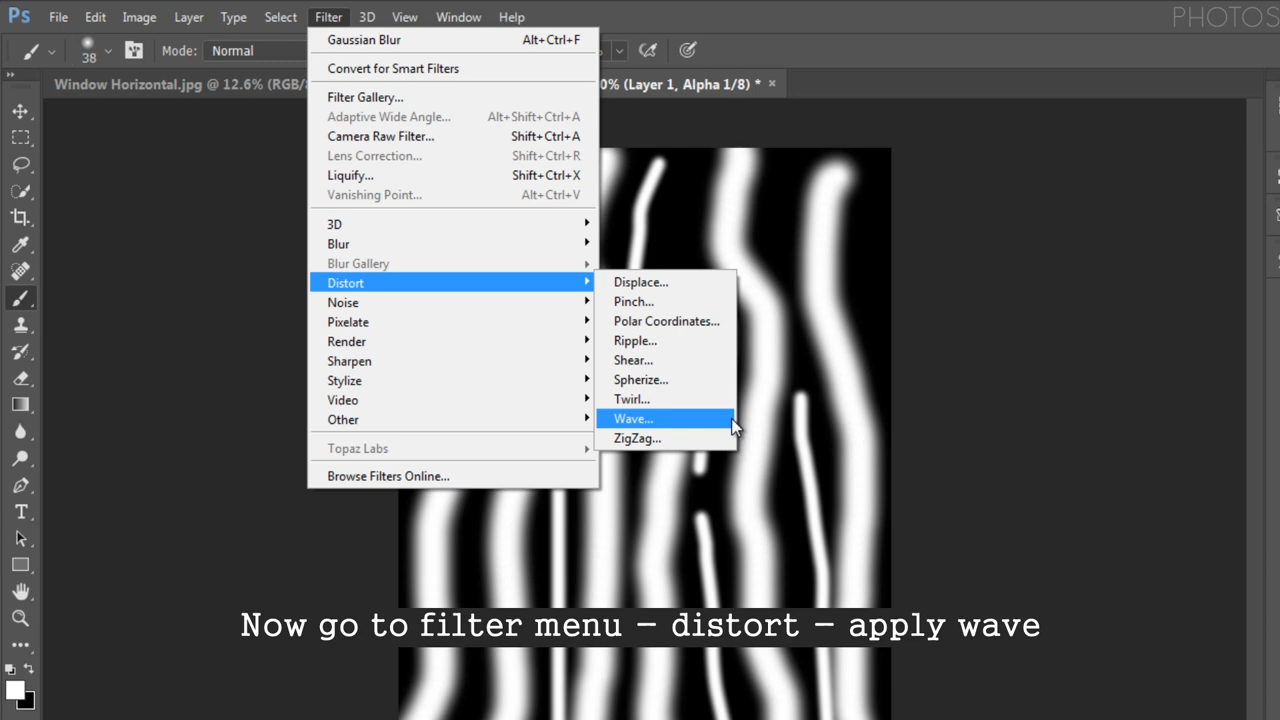 Ps File Edit Image Layer Type Select Filter 3D View Window Help
PHOTOS
38 Mode: Normal
Window Horizontal.jpg @ 12.6% (RGB/ 0% (Layer 1, Alpha 1/8) * ×
Gaussian Blur Alt+Ctrl+F
Convert for Smart Filters
Filter Gallery...
Adaptive Wide Angle... Alt+Shift+Ctrl+A
Camera Raw Filter... Shift+Ctrl+A
Lens Correction... Shift+Ctrl+R
Liquify... Shift+Ctrl+X
Vanishing Point... Alt+Ctrl+V
3D
Blur
Blur Gallery
Distort
Noise
Pixelate
Render
Sharpen
Stylize
Video
Other
Topaz Labs
Browse Filters Online...
Displace...
Pinch...
Polar Coordinates...
Ripple...
Shear...
Spherize...
Twirl...
Wave...
ZigZag...
Now go to filter menu – distort – apply wave